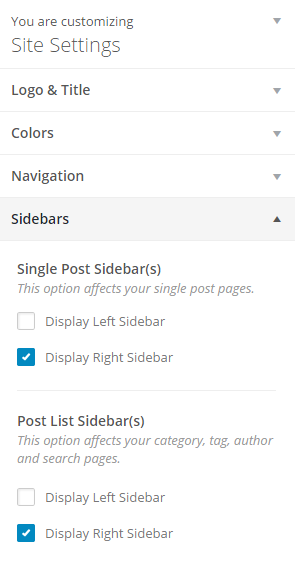 You are customizing
Site Settings
Logo & Title
Colors
Navigation
Sidebars
Single Post Sidebar(s)
This option affects your single post pages.
Display Left Sidebar
Display Right Sidebar
Post List Sidebar(s)
This option affects your category, tag, author
and search pages.
Display Left Sidebar
Display Right Sidebar